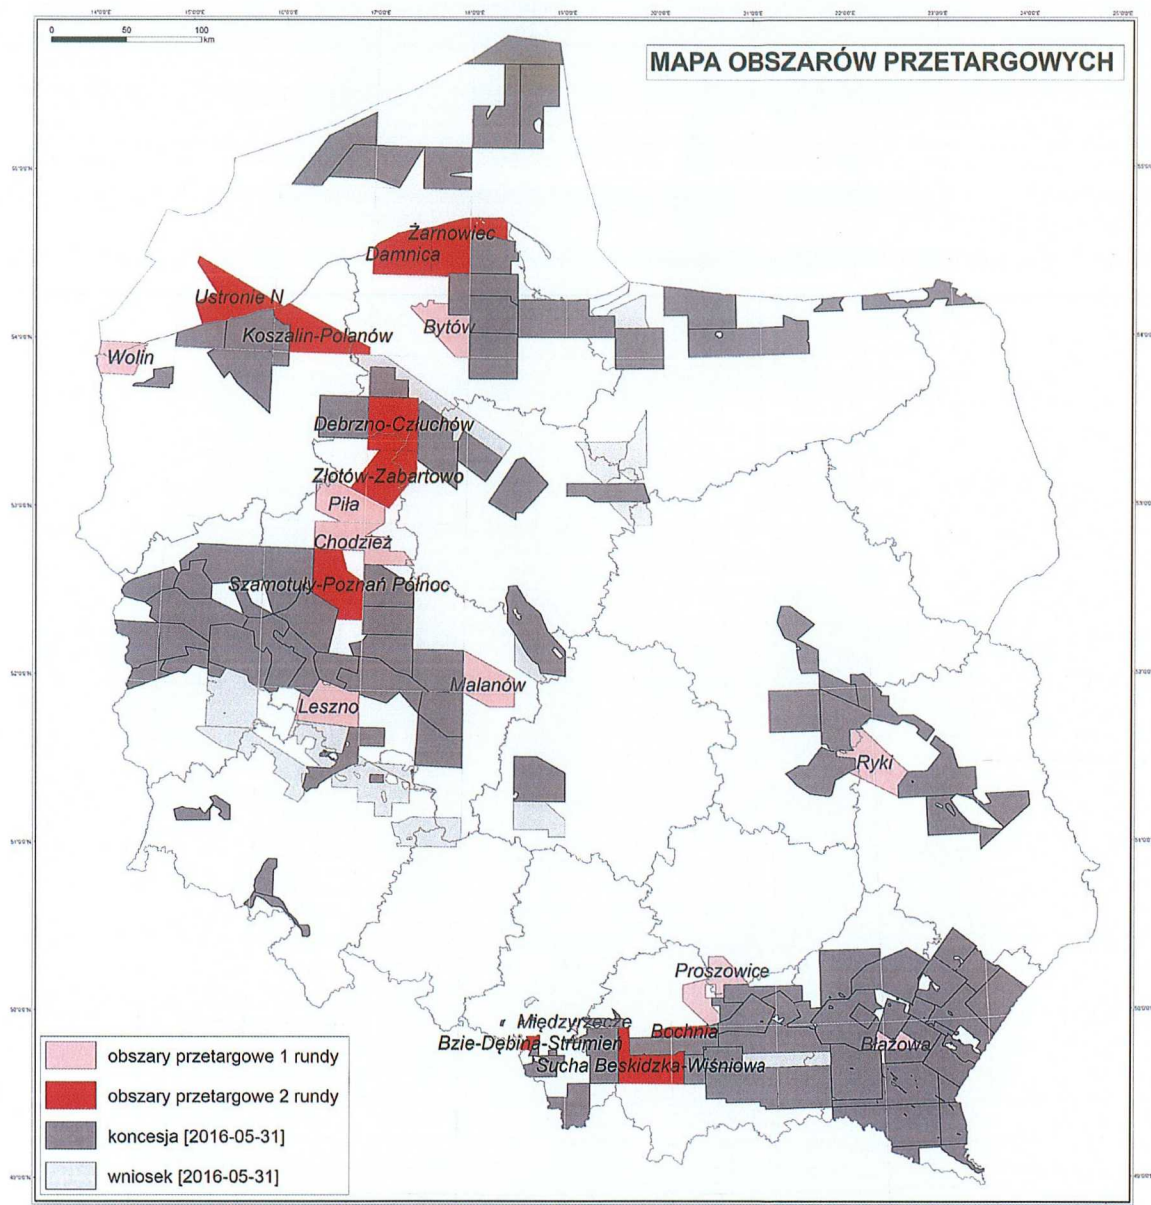 0 50 100
km
MAPA OBSZARÓW PRZETARGOWYCH
Żarnowiec
Damnica
Ustronie N
Koszalin-Polanów
Bytów
Wolin
Debrzno-Człuchów
Złotów-Zabartowo
Piła
Chodzież
Szamotuły-Poznań Północ
Malanów
Leszno
Ryki
Proszowice
Międzyrzecze
Bochnia
Bzie-Dębina-Strumień
Błażowa
Sucha Beskidzka-Wiśniowa
obszary przetargowe 1 rundy
obszary przetargowe 2 rundy
koncesja [2016-05-31]
wniosek [2016-05-31]